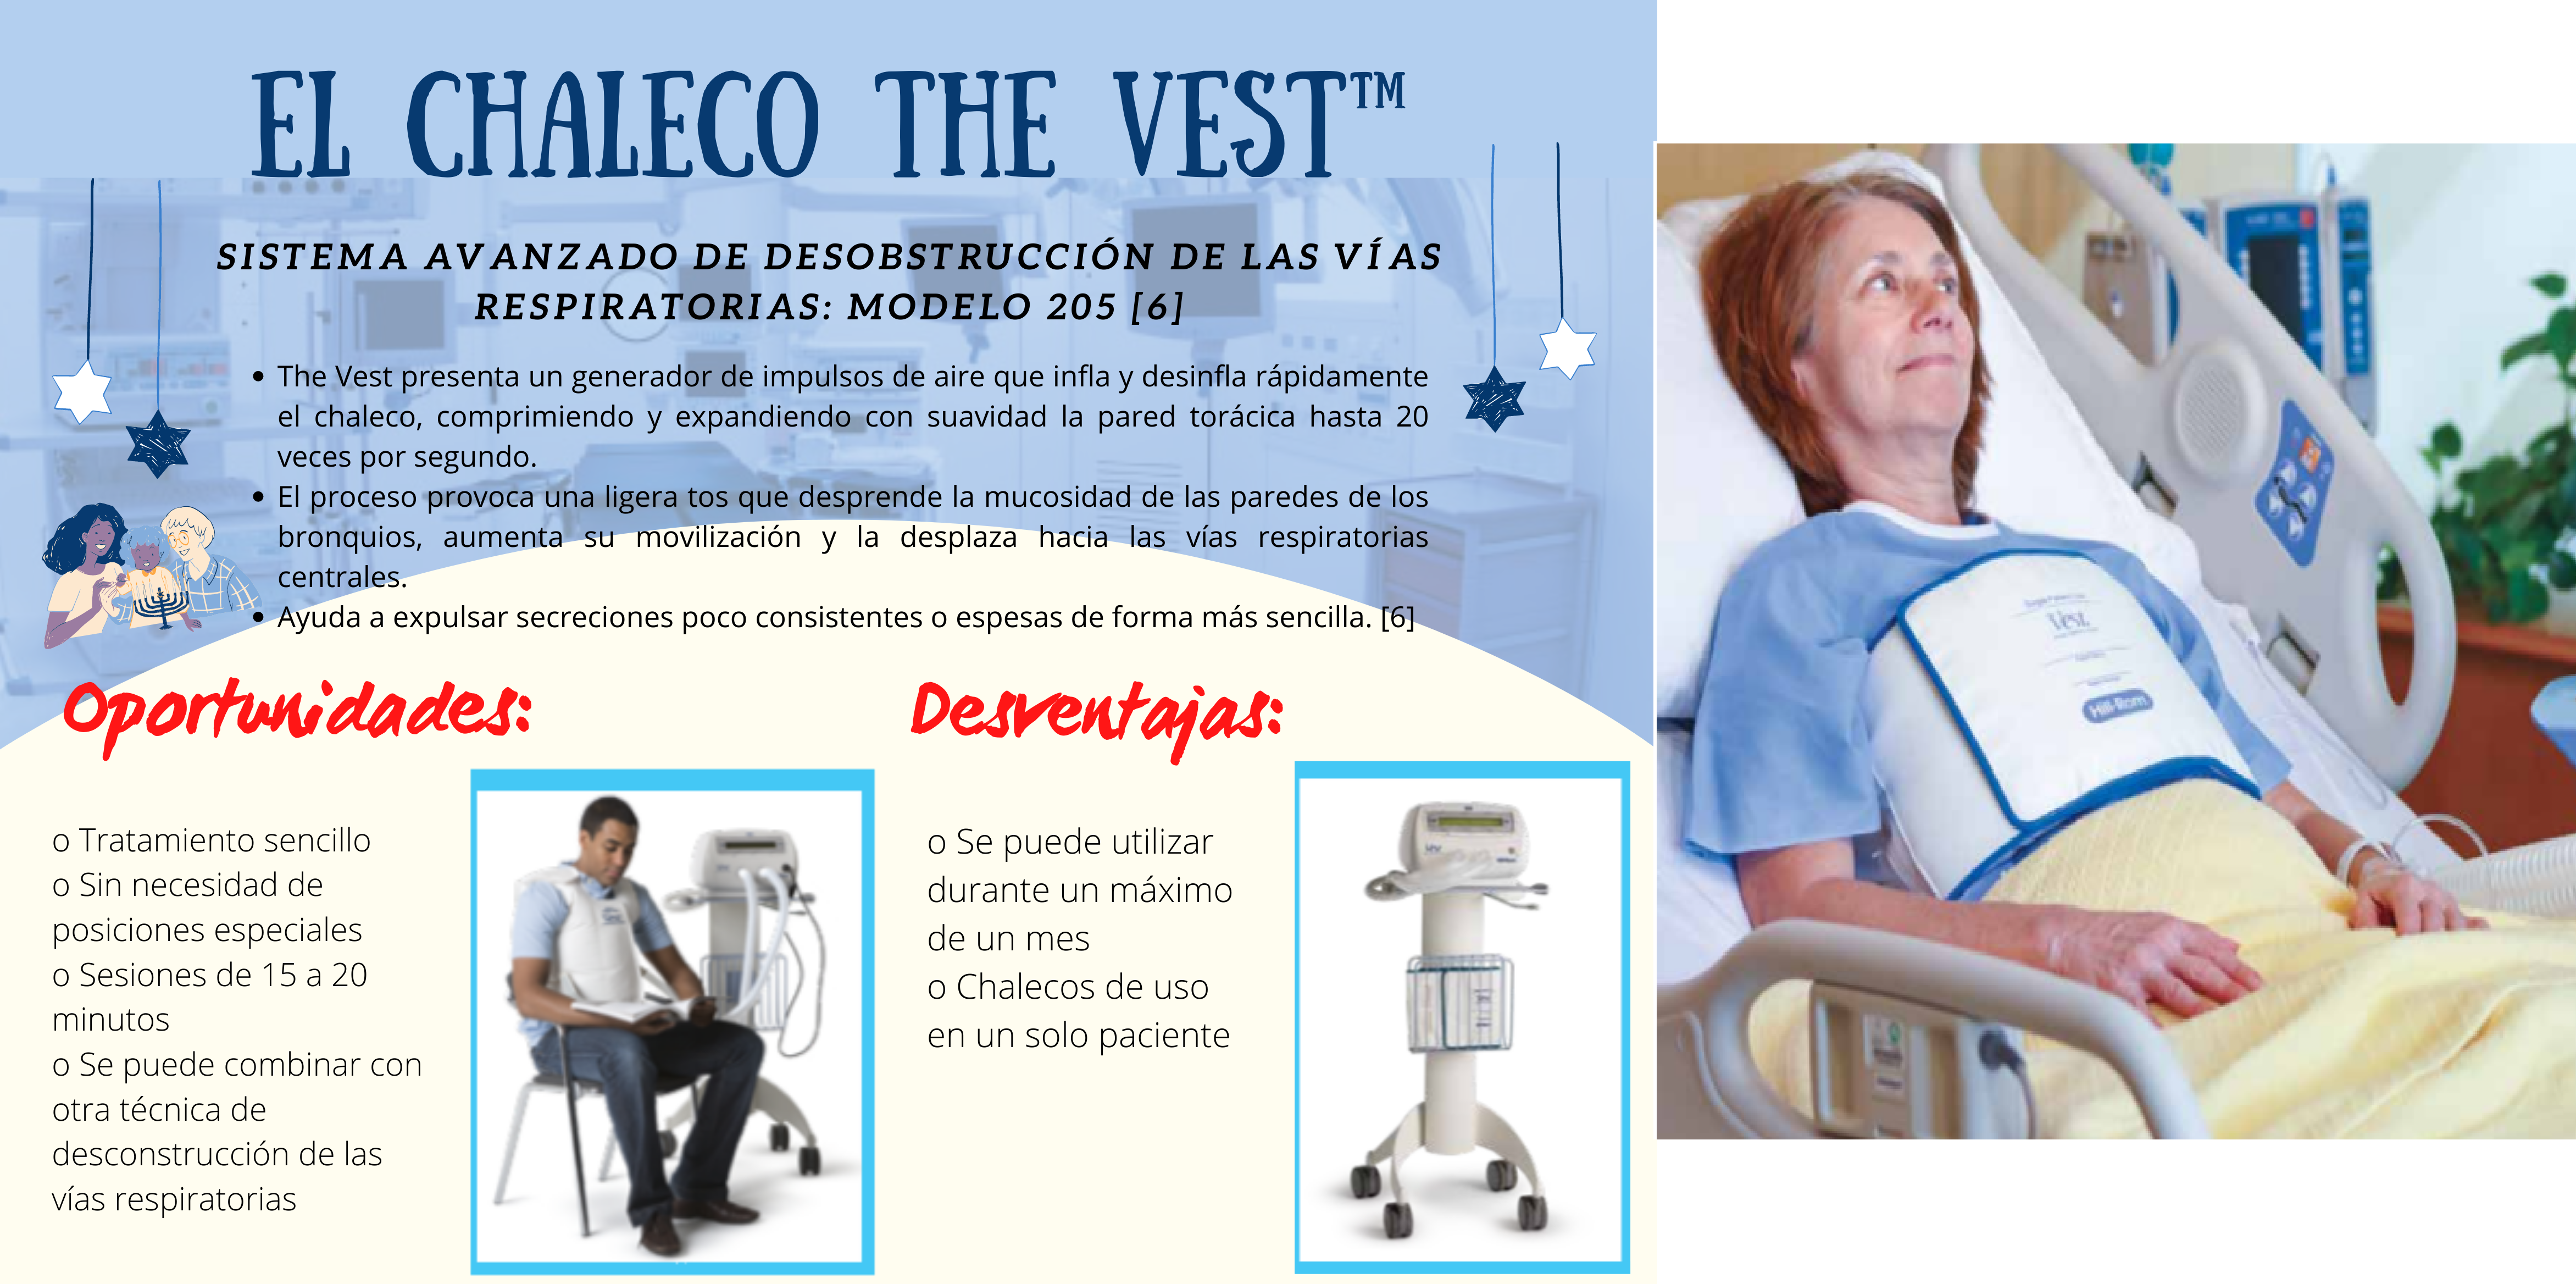 EL CHALECO THE VEST™
SISTEMA AVANZADO DE DESOBSTRUCCIÓN DE LAS VÍAS
RESPIRATORIAS: MODELO 205 [6]
• The Vest presenta un generador de impulsos de aire que infla y desinfla rápidamente
el chaleco, comprimiendo y expandiendo con suavidad la pared torácica hasta 20
veces por segundo.
• El proceso provoca una ligera tos que desprende la mucosidad de las paredes de los
bronquios, aumenta su movilización y la desplaza hacia las vías respiratorias
centrales.
• Ayuda a expulsar secreciones poco consistentes o espesas de forma más sencilla. [6]
Oportunidades:
o Tratamiento sencillo
o Sin necesidad de
posiciones especiales
o Sesiones de 15 a 20
minutos
o Se puede combinar con
otra técnica de
desconstrucción de las
vías respiratorias
Desventajas:
o Se puede utilizar
durante un máximo
de un mes
o Chalecos de uso
en un solo paciente
Vest
Hill-Rom